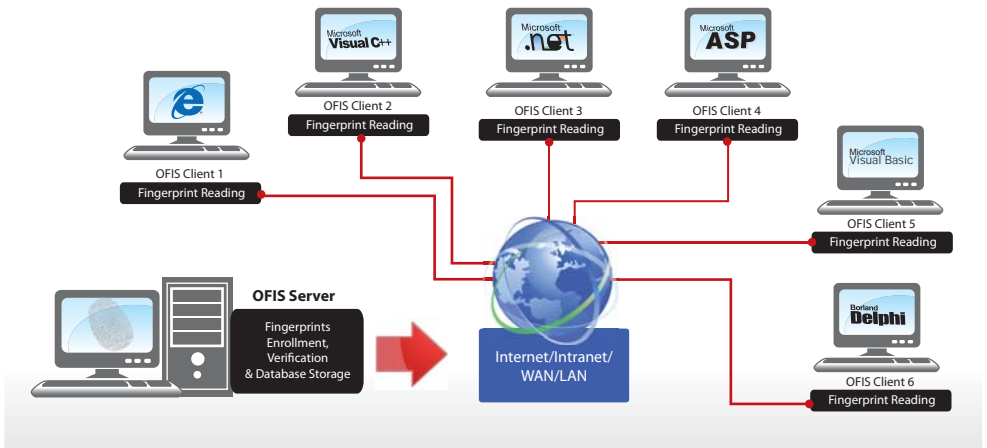 Microsoft
Visual C++
OFIS Client 2
Fingerprint Reading
Microsoft
.net
OFIS Client 3
Fingerprint Reading
Microsoft
ASP
OFIS Client 4
Fingerprint Reading
OFIS Client 1
Fingerprint Reading
Microsoft
Visual Basic
OFIS Client 5
Fingerprint Reading
OFIS Server
Fingerprints
Enrollment,
Verification
& Database Storage
Internet/Intranet/
WAN/LAN
Borland
Delphi
OFIS Client 6
Fingerprint Reading